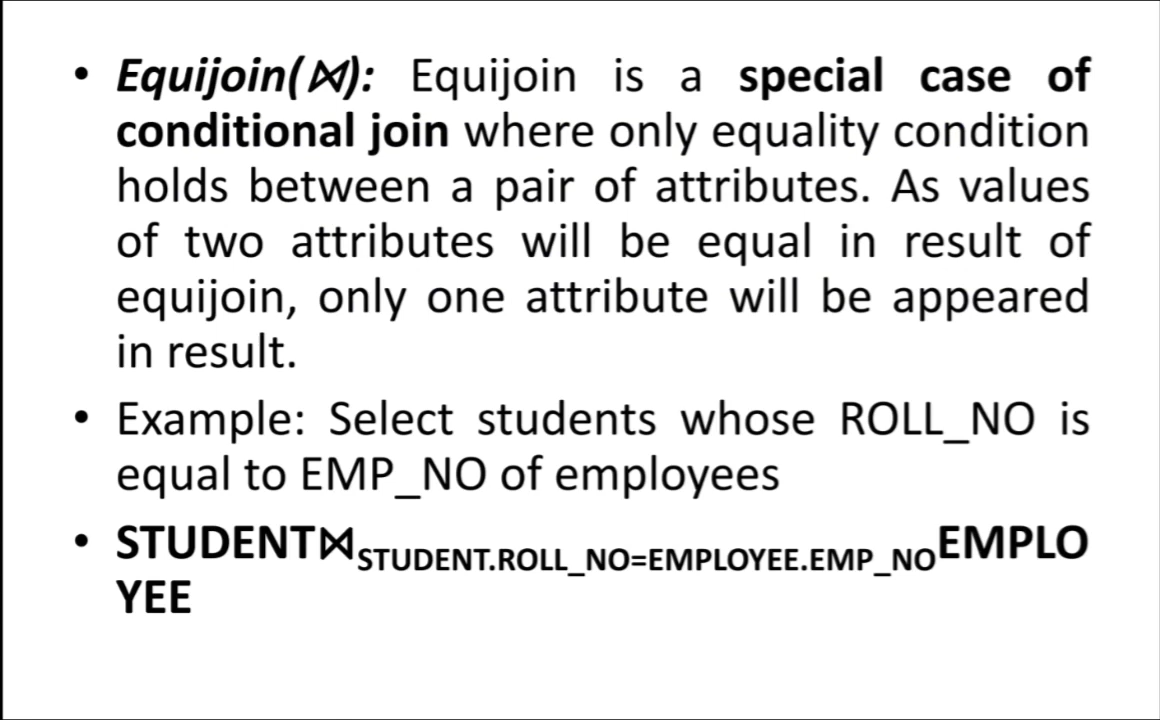 • Equijoin(⋈): Equijoin is a special case of
conditional join where only equality condition
holds between a pair of attributes. As values
of two attributes will be equal in result of
equijoin, only one attribute will be appeared
in result.
• Example: Select students whose ROLL_NO is
equal to EMP_NO of employees
• STUDENT⋈STUDENT.ROLL_NO=EMPLOYEE.EMP_NOEMPLO
YEE